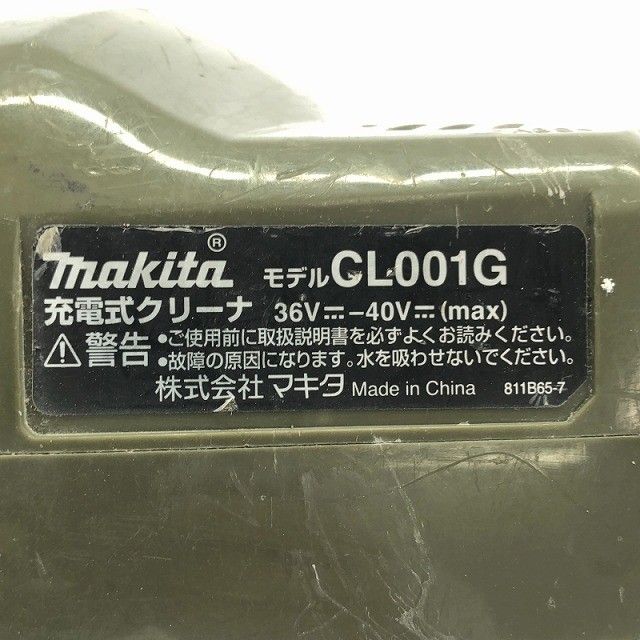 makita® モデルCL001G
充電式クリーナ 36V⎓-40V⎓(max)
⚠警告 •ご使用前に取扱説明書を必ずよくお読みください。
•故障の原因になります。水を吸わせないでください。
株式会社マキタ Made in China 811B65-7